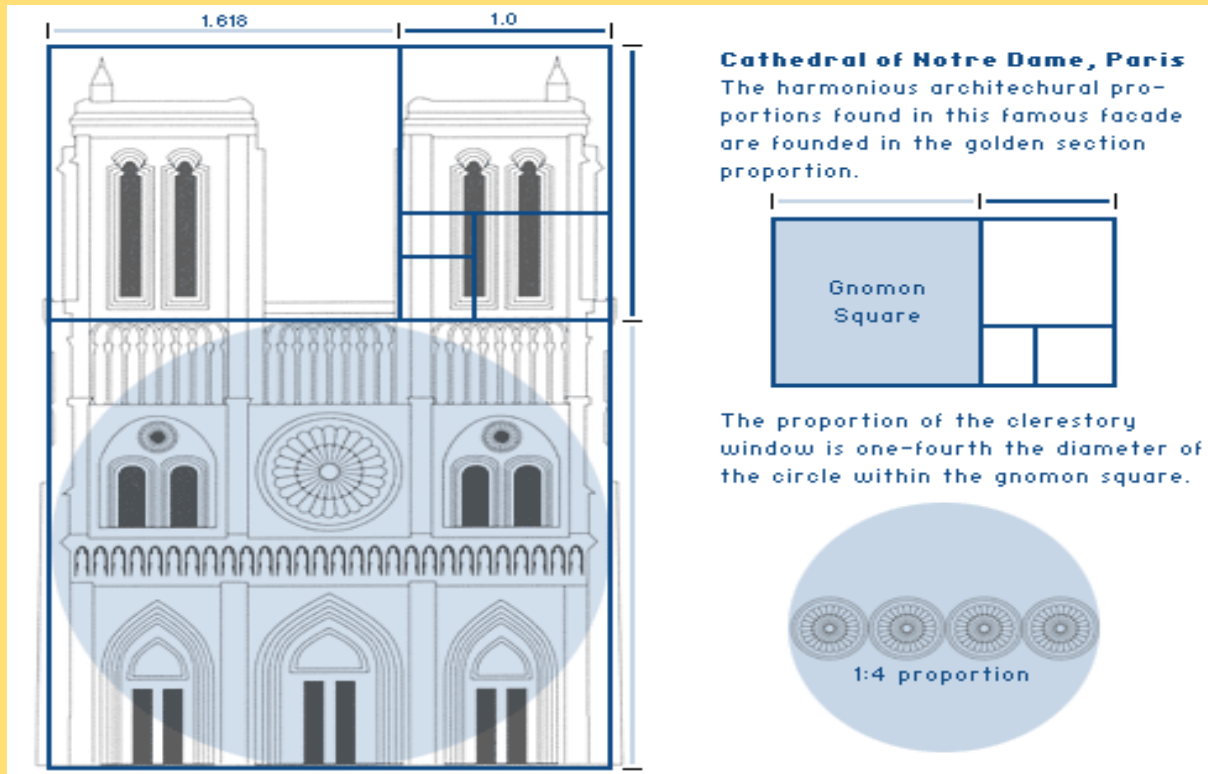 1.618
1.0
Cathedral of Notre Dame, Paris
The harmonious architechural pro-
portions found in this famous facade
are founded in the golden section
proportion.
Gnomon
Square
The proportion of the clerestory
window is one-fourth the diameter of
the circle within the gnomon square.
1:4 proportion